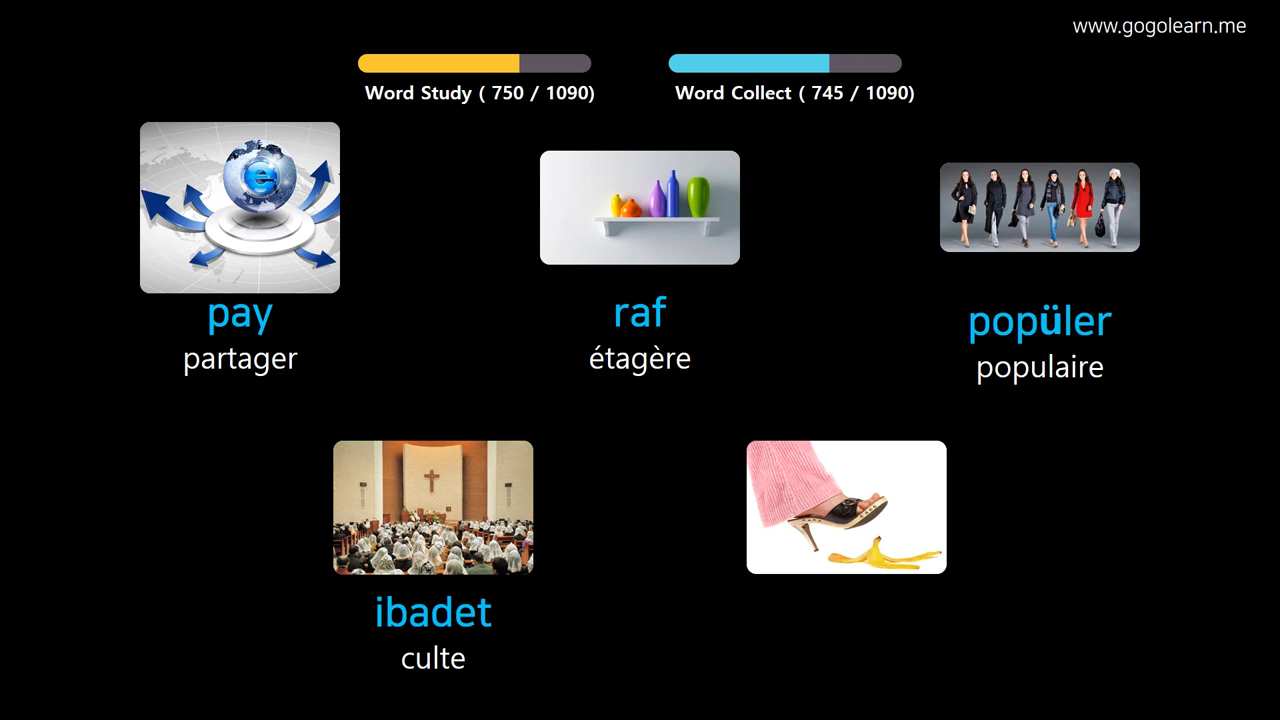 www.gogolearn.me
Word Study ( 750 / 1090)
Word Collect ( 745 / 1090)
e
pay
partager
raf
étagère
popüler
populaire
ibadet
culte